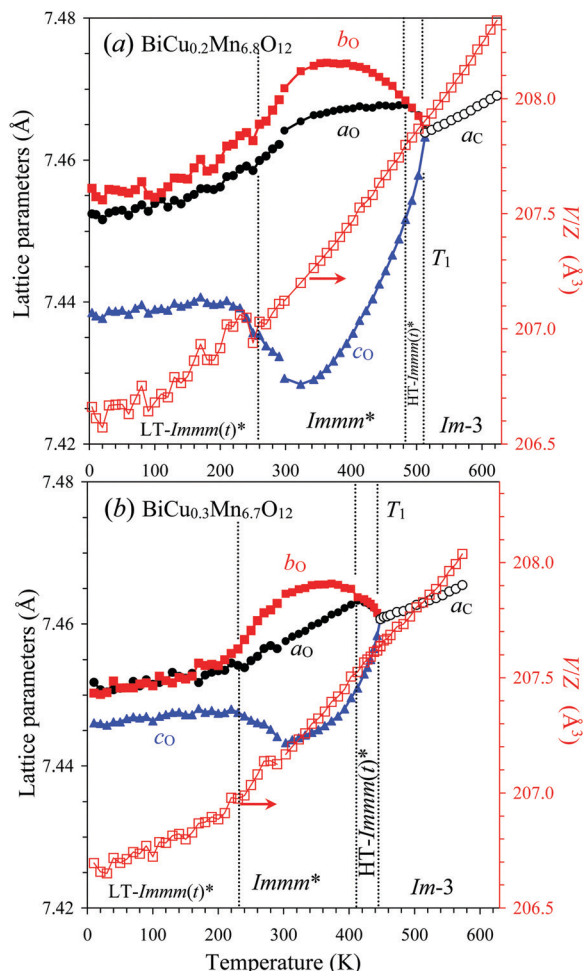 7.48
(a) BiCu0.2Mn6.8O12
bO
208.0
7.46
aO
aC
207.5
Lattice parameters (Å)
V/Z (Å3)
7.44
T1
207.0
cO
HT-Immm(t)*
LT-Immm(t)*
Immm*
Im-3
7.42
206.5
0 100 200 300 400 500 600
7.48
(b) BiCu0.3Mn6.7O12
T1
208.0
bO
7.46
aO
aC
207.5
Lattice parameters (Å)
V/Z (Å3)
cO
7.44
207.0
HT-Immm(t)*
LT-Immm(t)*
Immm*
Im-3
7.42
206.5
0 100 200 300 400 500 600
Temperature (K)